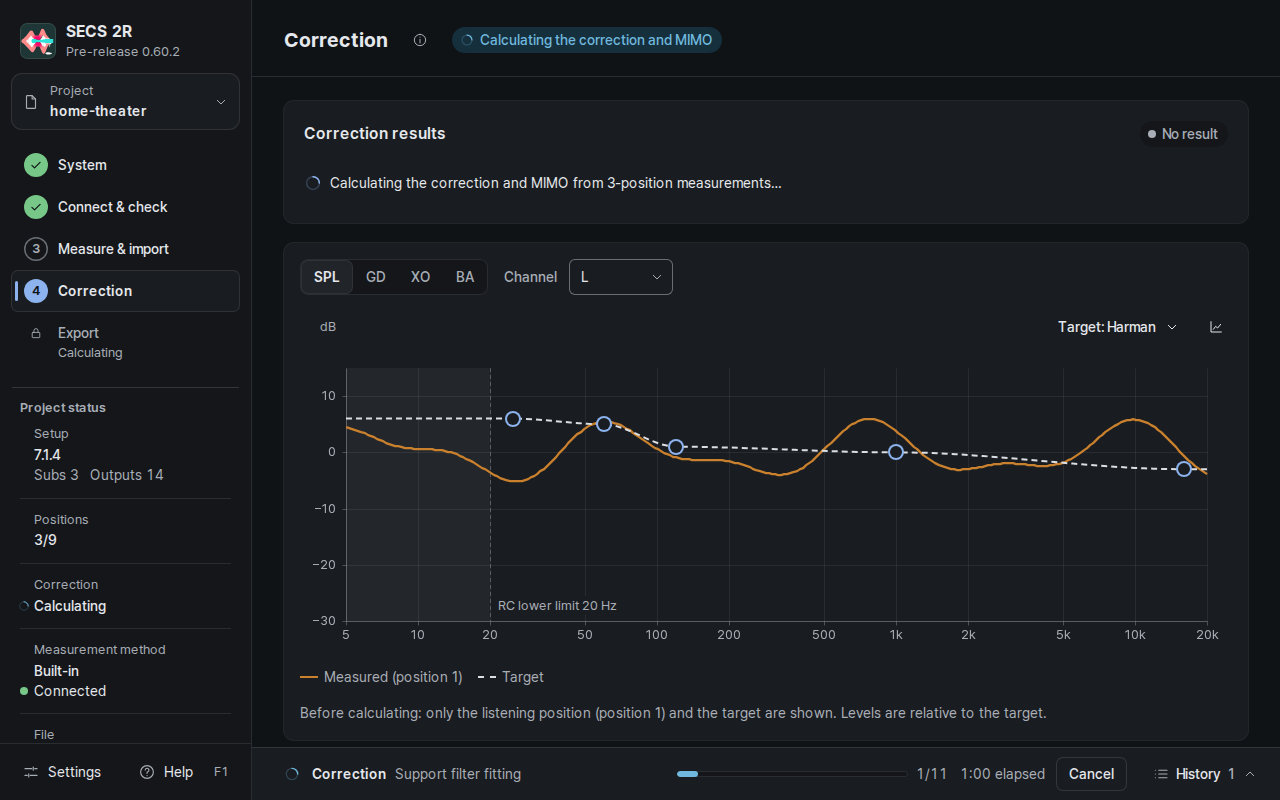 SECS 2R
Pre-release 0.60.2
Project
home-theater
System
Connect & check
3 Measure & import
4 Correction
Export
Calculating
Project status
Setup
7.1.4
Subs 3 Outputs 14
Positions
3/9
Correction
Calculating
Measurement method
Built-in
Connected
File
Settings Help F1
Correction Calculating the correction and MIMO
Correction results No result
Calculating the correction and MIMO from 3-position measurements...
SPL GD XO BA Channel L
dB Target: Harman
10
0
−10
−20
−30
RC lower limit 20 Hz
5 10 20 50 100 200 500 1k 2k 5k 10k 20k
Measured (position 1) Target
Before calculating: only the listening position (position 1) and the target are shown. Levels are relative to the target.
Correction Support filter fitting 1/11 1:00 elapsed Cancel History 1